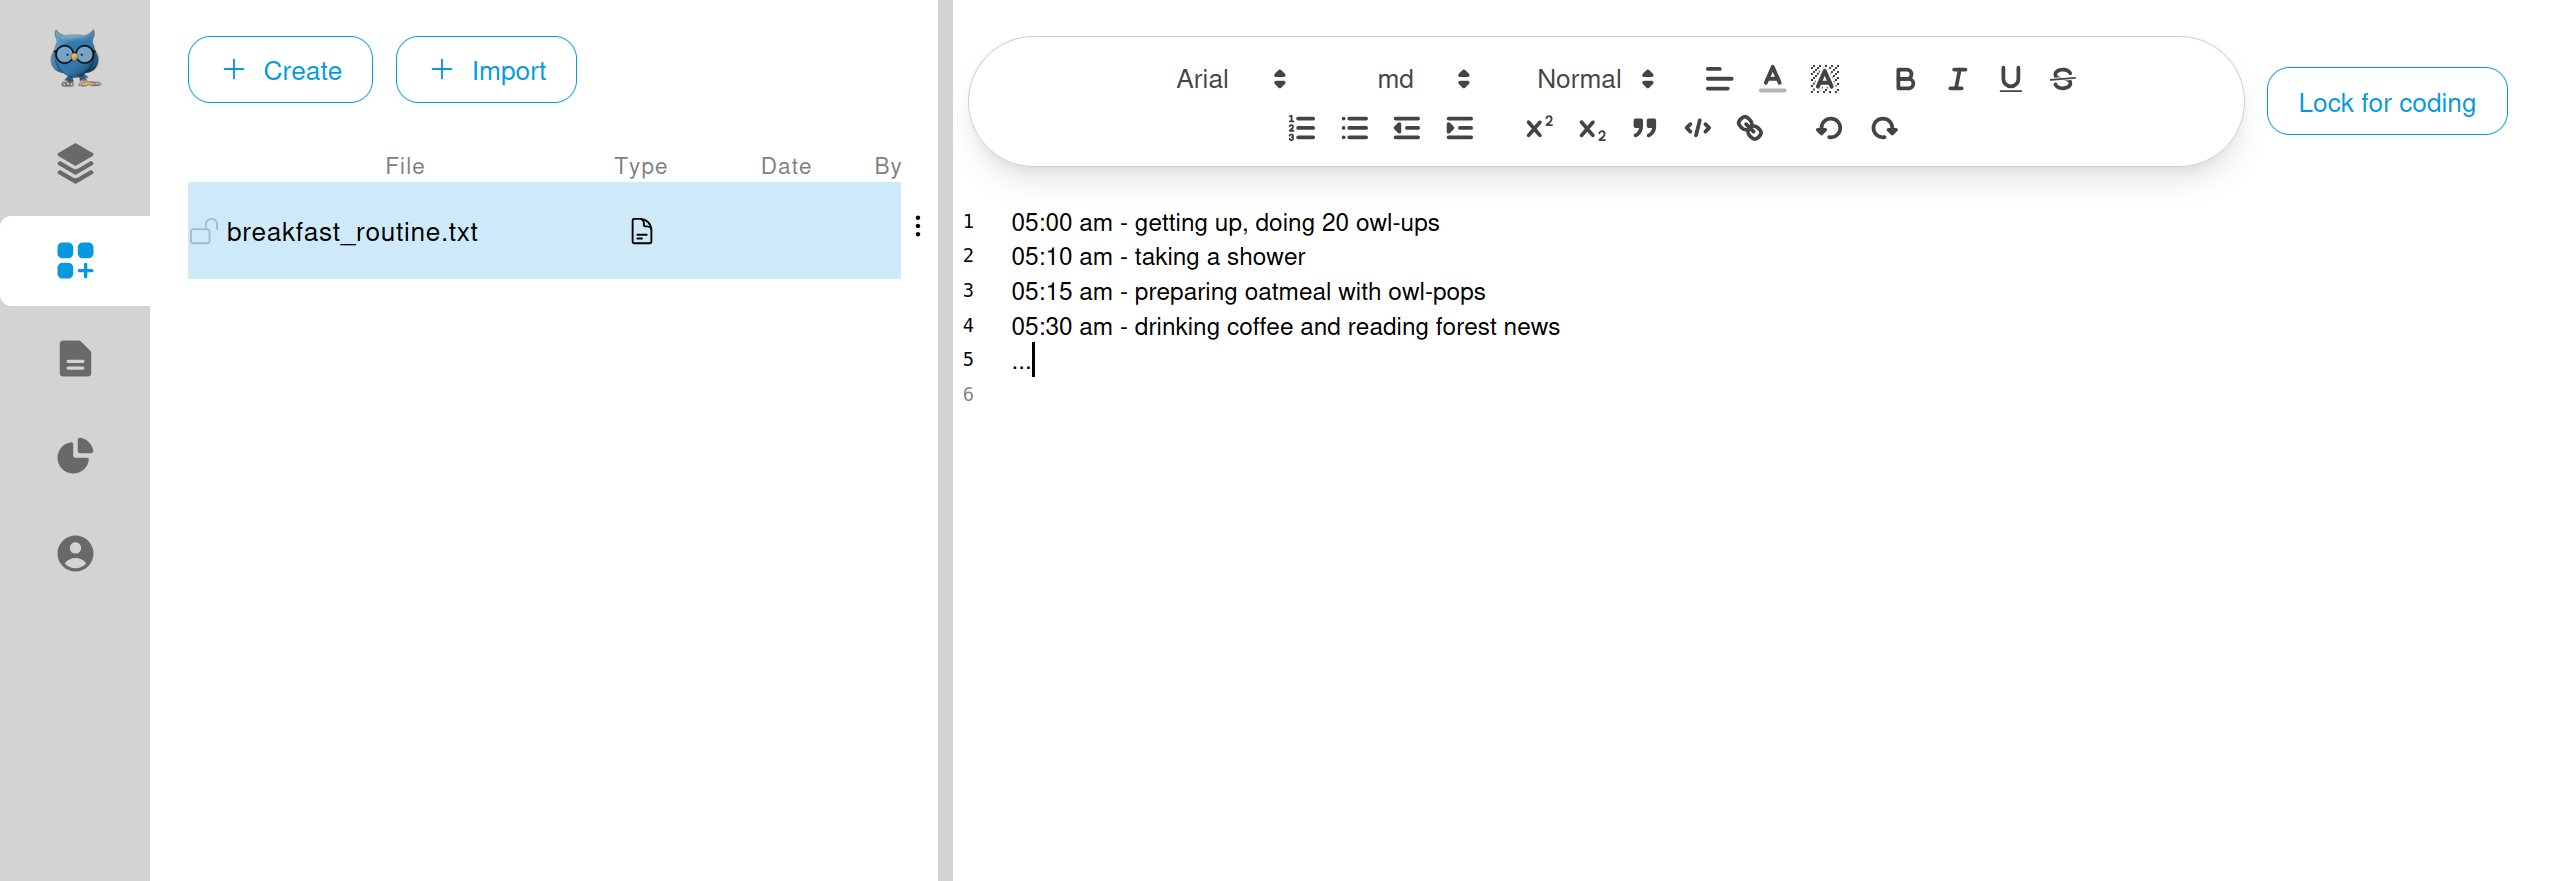 Create
Import
File Type Date By
breakfast_routine.txt
Arial md Normal
Lock for coding
1 05:00 am - getting up, doing 20 owl-ups
2 05:10 am - taking a shower
3 05:15 am - preparing oatmeal with owl-pops
4 05:30 am - drinking coffee and reading forest news
5 ...
6